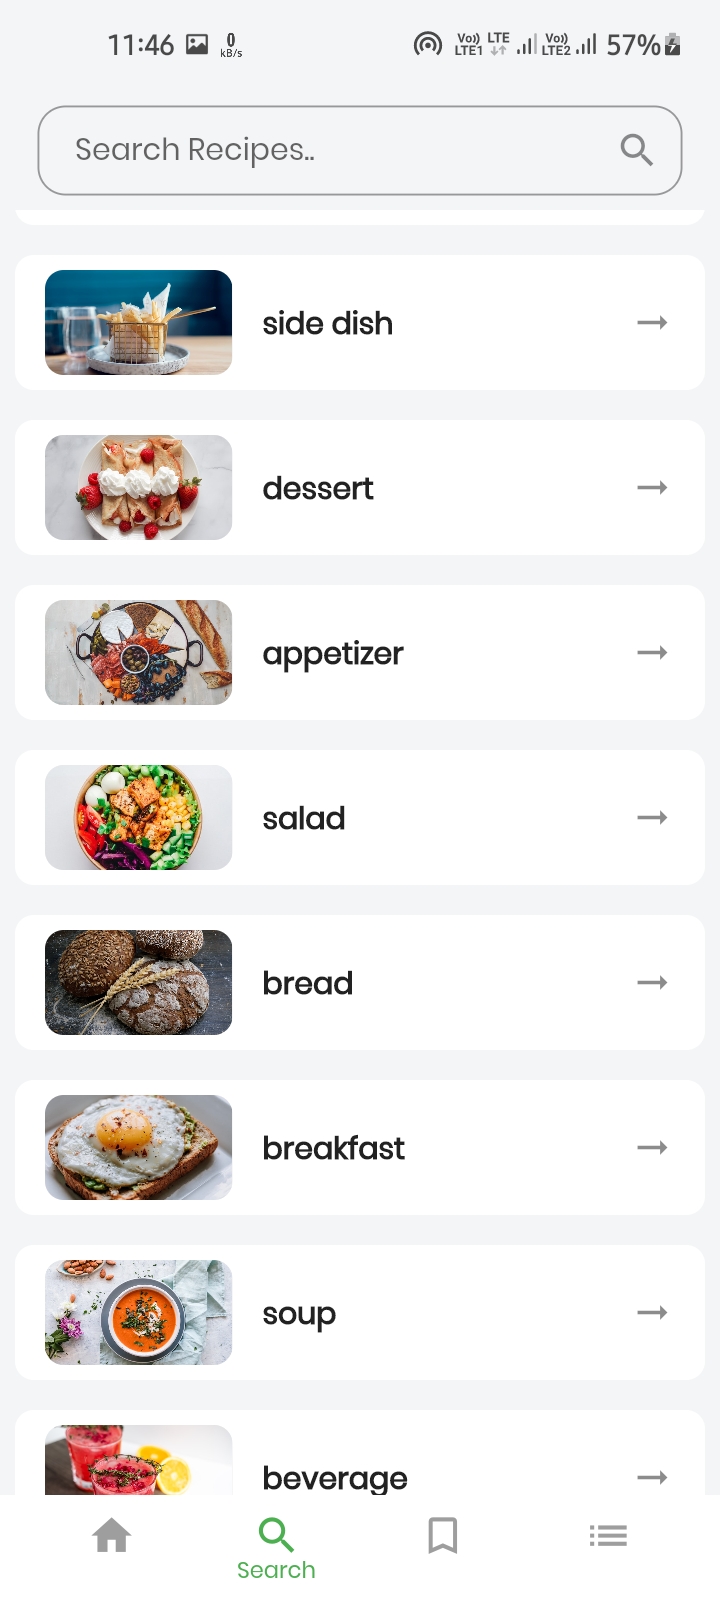 11:46 0 kB/s Vo)) LTE1 LTE Vo)) LTE2 57%
Search Recipes..
side dish
dessert
appetizer
salad
bread
breakfast
soup
beverage
Search